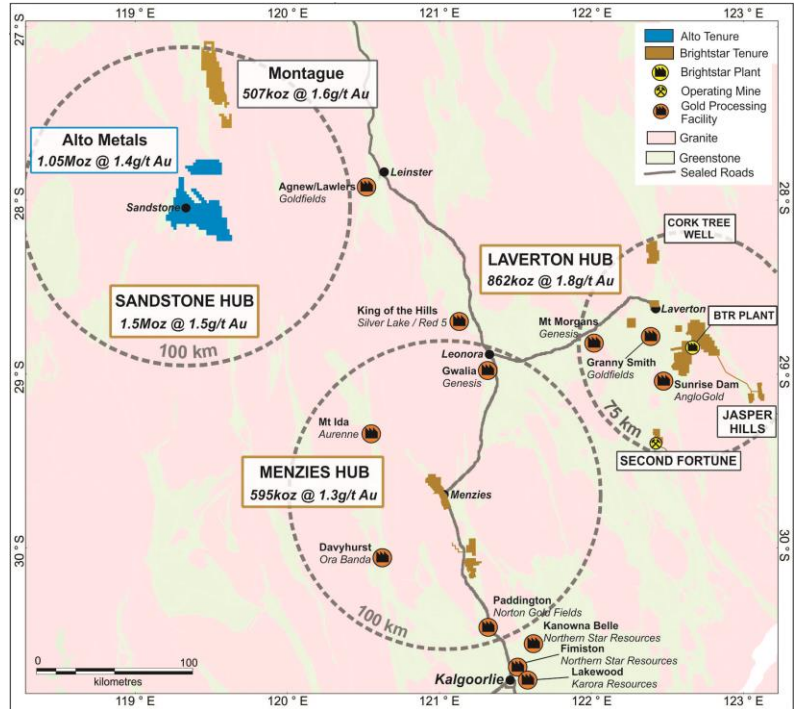 119 ° E
120 ° E
121 ° E
122 ° E
123 ° E
27° S
28° S
29° S
30° S
28° S
29° S
30° S
Alto Tenure
Brightstar Tenure
Brightstar Plant
Operating Mine
Gold Processing
Facility
Granite
Greenstone
Sealed Roads
Montague
507koz @ 1.6g/t Au
Alto Metals
1.05Moz @ 1.4g/t Au
Sandstone
SANDSTONE HUB
1.5Moz @ 1.5g/t Au
100 km
Leinster
Agnew/Lawlers
Goldfields
CORK TREE
WELL
LAVERTON HUB
862koz @ 1.8g/t Au
Laverton
BTR PLANT
King of the Hills
Silver Lake / Red 5
Mt Morgans
Genesis
Granny Smith
Goldfields
Sunrise Dam
AngloGold
JASPER
HILLS
75 km
SECOND FORTUNE
Leonora
Gwalia
Genesis
Mt Ida
Aurenne
MENZIES HUB
595koz @ 1.3g/t Au
Menzies
Davyhurst
Ora Banda
100 km
Paddington
Norton Gold Fields
Kanowna Belle
Northern Star Resources
Fimiston
Northern Star Resources
Lakewood
Karora Resources
Kalgoorlie
0
100
kilometres
119 ° E
120 ° E
121 ° E
122 ° E
123 ° E